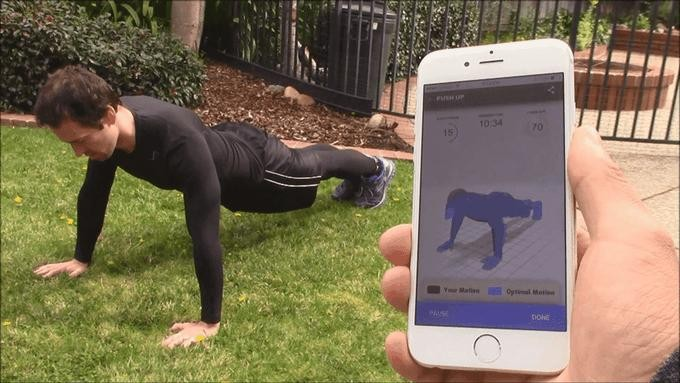 PUSH UP
15
10:34
70
Your Motion
Optimal Motion
PAUSE
DONE